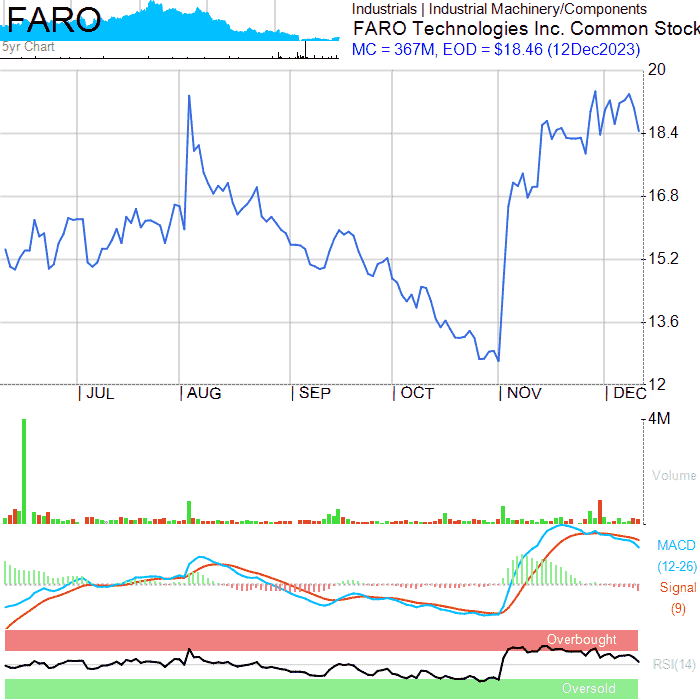 FARO
5yr Chart
Industrials | Industrial Machinery/Components
FARO Technologies Inc. Common Stock
MC = 367M, EOD = $18.46 (12Dec2023)
20
18.4
16.8
15.2
13.6
12
JUL
AUG
SEP
OCT
NOV
DEC
4M
Volume
MACD
(12-26)
Signal
(9)
Overbought
RSI(14)
Oversold